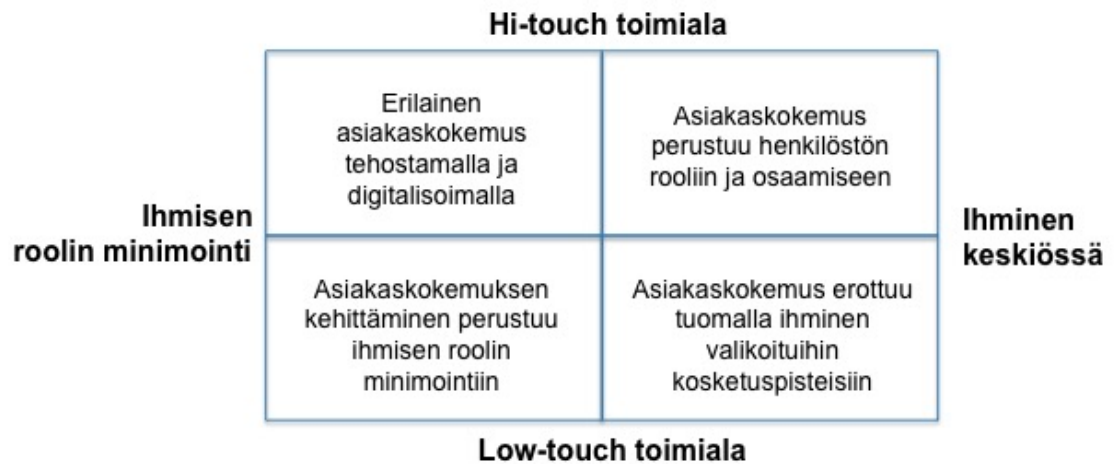 Hi-touch toimiala
Erilainen
asiakaskokemus
tehostamalla ja
digitalisoimalla
Asiakaskokemus
perustuu henkilöstön
rooliin ja osaamiseen
Ihmisen
roolin minimointi
Ihminen
keskiössä
Asiakaskokemuksen
kehittäminen perustuu
ihmisen roolin
minimointiin
Asiakaskokemus erottuu
tuomalla ihminen
valikoituihin
kosketuspisteisiin
Low-touch toimiala